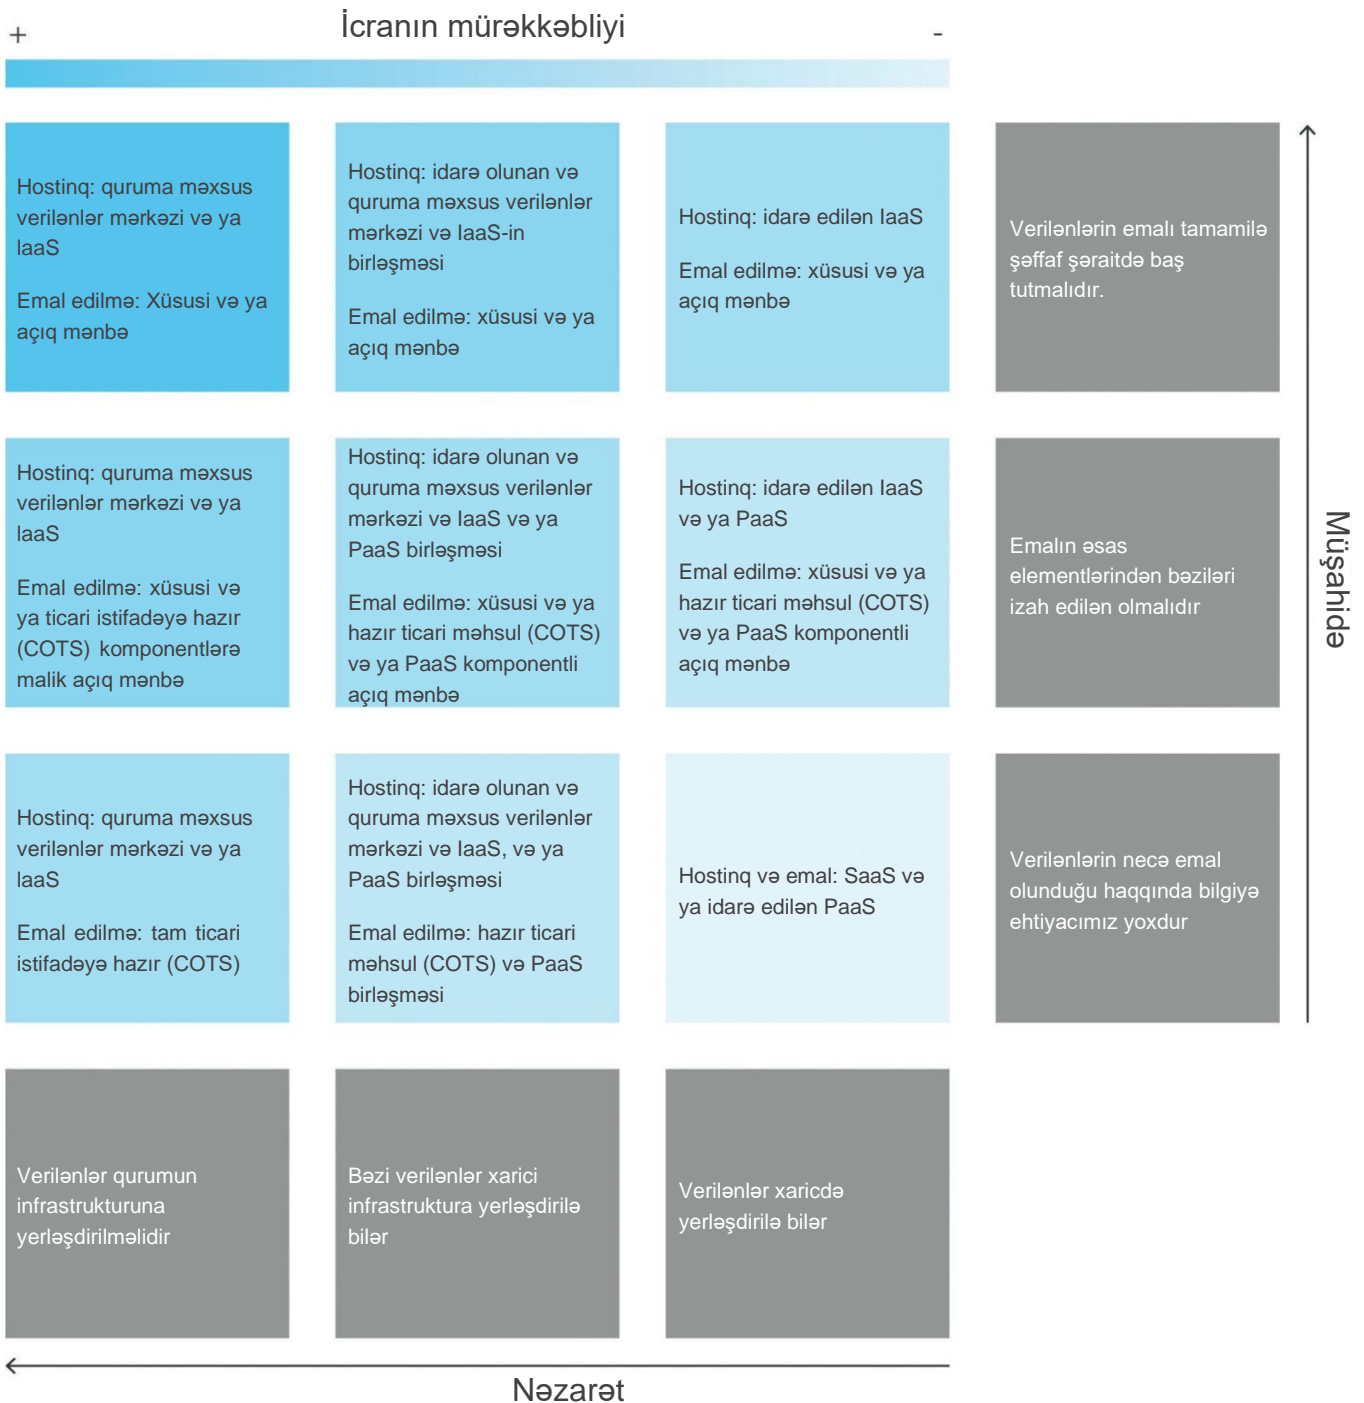 İcranın mürəkkəbliyi
+
-
Hostinq: quruma məxsus
verilənlər mərkəzi və ya
IaaS
Emal edilmə: Xüsusi və ya
açıq mənbə
Hostinq: idarə olunan və
quruma məxsus verilənlər
mərkəzi və IaaS-in
birləşməsi
Emal edilmə: xüsusi və ya
açıq mənbə
Hostinq: idarə edilən IaaS
Emal edilmə: xüsusi və ya
açıq mənbə
Verilənlərin emalı tamamilə
şəffaf şəraitdə baş
tutmalıdır.
Hostinq: quruma məxsus
verilənlər mərkəzi və ya
IaaS
Emal edilmə: xüsusi və
ya ticari istifadəyə hazır
(COTS) komponentlərə
malik açıq mənbə
Hostinq: idarə olunan və
quruma məxsus verilənlər
mərkəzi və IaaS və ya
PaaS birləşməsi
Emal edilmə: xüsusi və ya
hazır ticari məhsul (COTS)
və ya PaaS komponentli
açıq mənbə
Hostinq: idarə edilən IaaS
və ya PaaS
Emal edilmə: xüsusi və ya
hazır ticari məhsul (COTS)
və ya PaaS komponentli
açıq mənbə
Emalın əsas
elementlərindən bəziləri
izah edilən olmalıdır
Müşahidə
Hostinq: quruma məxsus
verilənlər mərkəzi və ya
IaaS
Emal edilmə: tam ticari
istifadəyə hazır (COTS)
Hostinq: idarə olunan və
quruma məxsus verilənlər
mərkəzi və IaaS, və ya
PaaS birləşməsi
Emal edilmə: hazır ticari
məhsul (COTS) və PaaS
birləşməsi
Hostinq və emal: SaaS və
ya idarə edilən PaaS
Verilənlərin necə emal
olunduğu haqqında bilgiyə
ehtiyacımız yoxdur
Verilənlər qurumun
infrastrukturuna
yerləşdirilməlidir
Bəzi verilənlər xarici
infrastruktura yerləşdirilə
bilər
Verilənlər xaricdə
yerləşdirilə bilər
Nəzarət